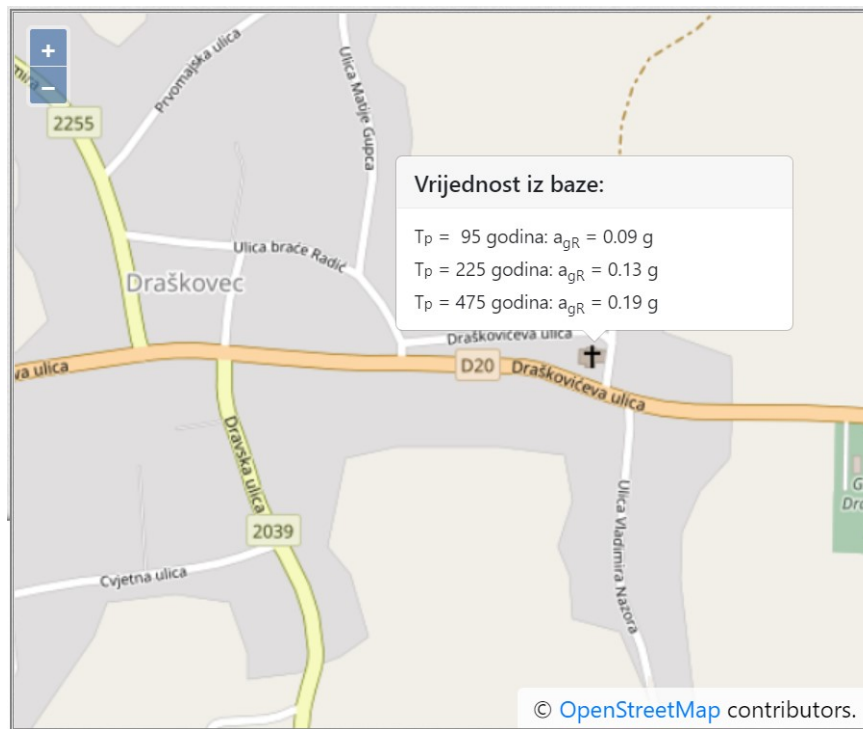 +
−
mira
2255
Prvomajska ulica
Ulica Matije Gupca
Vrijednost iz baze:
Tp = 95 godina: agR = 0.09 g
Tp = 225 godina: agR = 0.13 g
Tp = 475 godina: agR = 0.19 g
Ulica braće Radić
Draškovec
Draškovićeva ulica
va ulica
D20
Draškovićeva ulica
Dravska ulica
2039
Cvjetna ulica
Ulica Vladimira Nazora
G
Dra
© OpenStreetMap contributors.